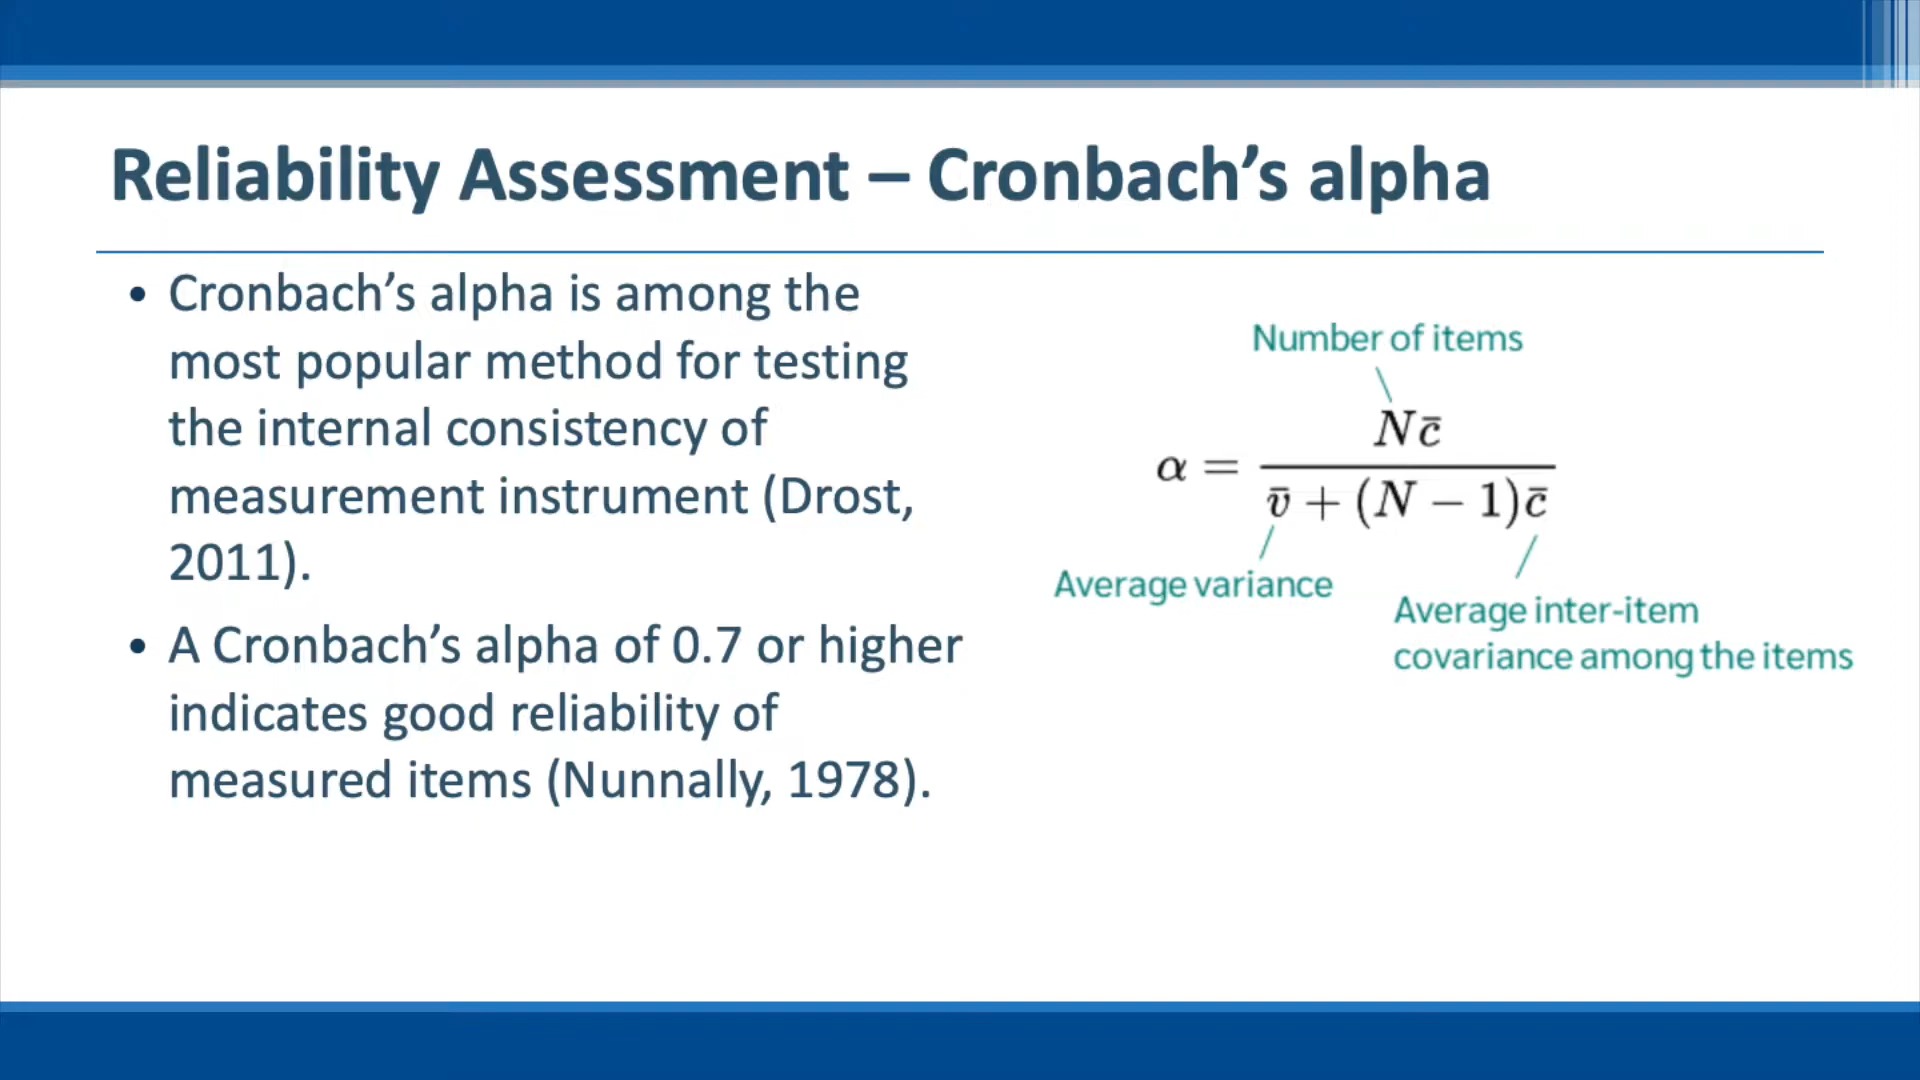 Reliability Assessment – Cronbach’s alpha
• Cronbach’s alpha is among the
most popular method for testing
the internal consistency of
measurement instrument (Drost,
2011).
• A Cronbach’s alpha of 0.7 or higher
indicates good reliability of
measured items (Nunnally, 1978).
Number of items
α = Nc̄ / v̄ + (N − 1)c̄
Average variance
Average inter-item
covariance among the items